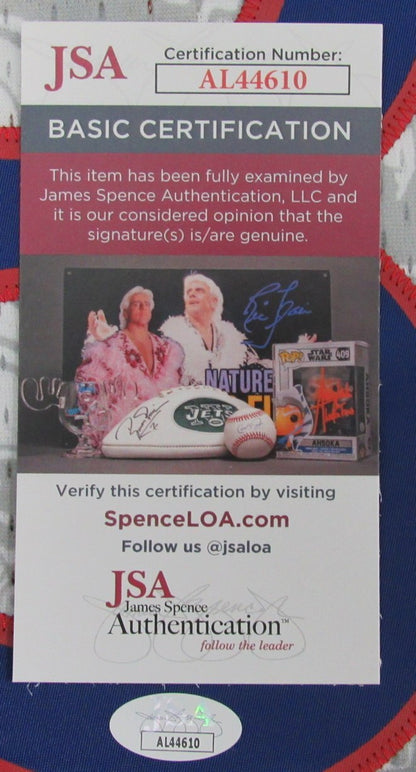 JSA
Certification Number:
AL44610
BASIC CERTIFICATION
This item has been fully examined by
James Spence Authentication, LLC and
it is our considered opinion that the
signature(s) is/are genuine.
NATURE
JETS
POP!
STAR WARS
409
AHSOKA
Verify this certification by visiting
SpenceLOA.com
Follow us @jsaloa
JSA
James Spence
Authentication™
follow the leader
AL44610